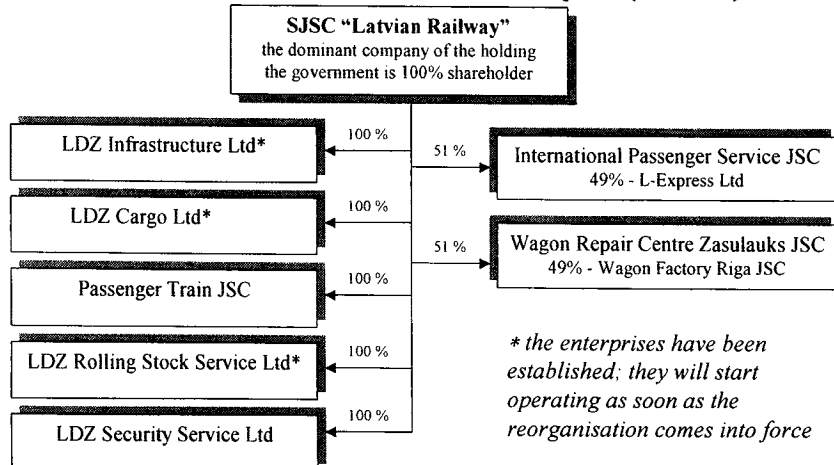 SJSC "Latvian Railway"
the dominant company of the holding
the government is 100% shareholder
100 %
LDZ Infrastructure Ltd*
51 %
International Passenger Service JSC
49% - L-Express Ltd
100 %
LDZ Cargo Ltd*
51 %
Wagon Repair Centre Zasulauks JSC
49% - Wagon Factory Riga JSC
100 %
Passenger Train JSC
100 %
LDZ Rolling Stock Service Ltd*
100 %
LDZ Security Service Ltd
* the enterprises have been
established; they will start
operating as soon as the
reorganisation comes into force